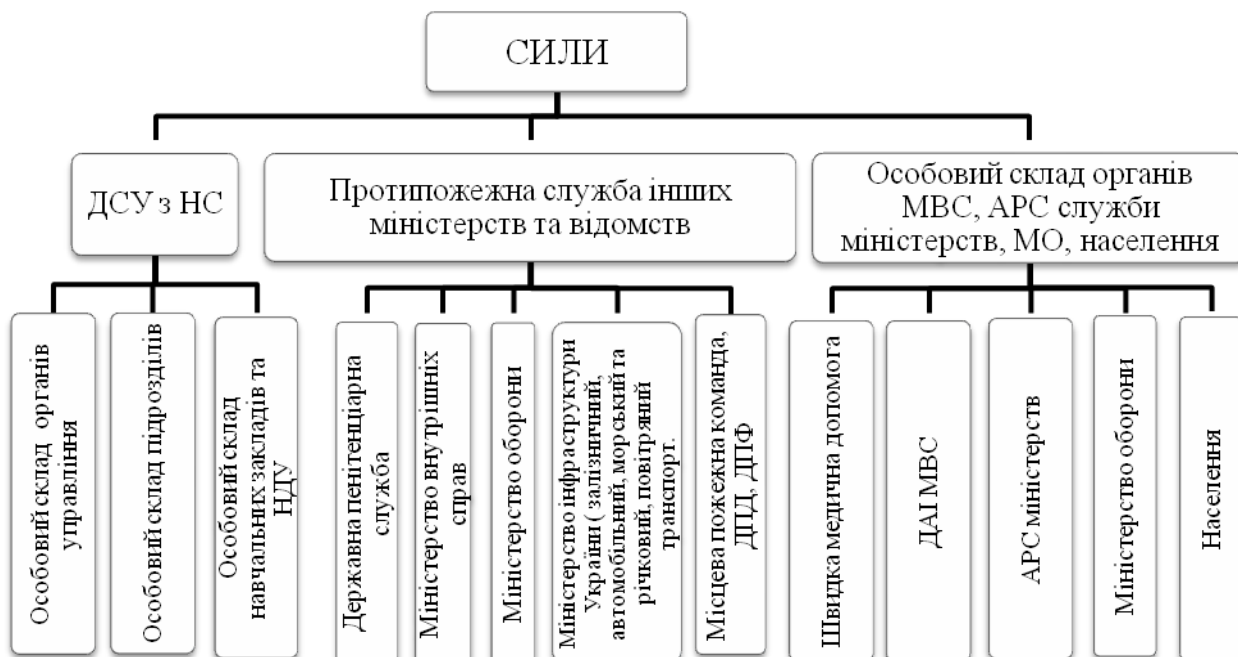 СИЛИ
ДСУ з НС
Протипожежна служба інших
міністерств та відомств
Особовий склад органів
МВС, АРС служби
міністерств, МО, населення
Особовий склад органів
управління
Особовий склад підрозділів
Особовий склад
навчальних закладів та
НДУ
Державна пенітенціарна
служба
Міністерство внутрішніх
справ
Міністерство оборони
Міністерство інфраструктури
України ( залізничний,
автомобільний, морський та
річковий, повітряний
транспорт.
Місцева пожежна команда,
ДПД, ДПФ
Швидка медична допомога
ДАІ МВС
АРС міністерств
Міністерство оборони
Населення